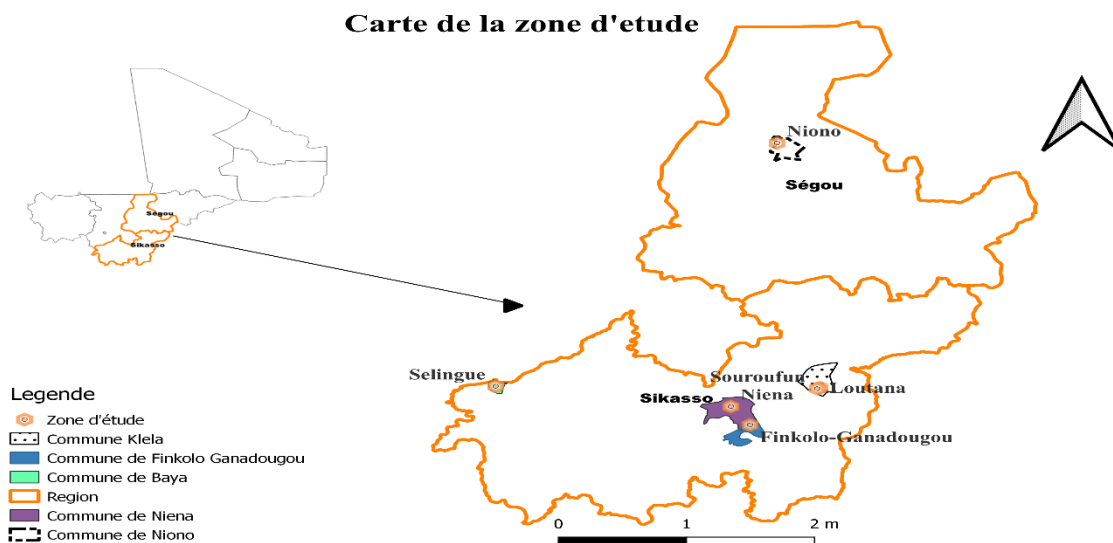 Carte de la zone d'etude
Niono
Ségou
Ségou
Sikasso
Selingue
Souroufun
Loutana
Sikasso
Niena
Finkolo-Ganadougou
Legende
Zone d'étude
Commune Klela
Commune de Finkolo Ganadougou
Commune de Baya
Region
Commune de Niena
Commune de Niono
0 1 2 m